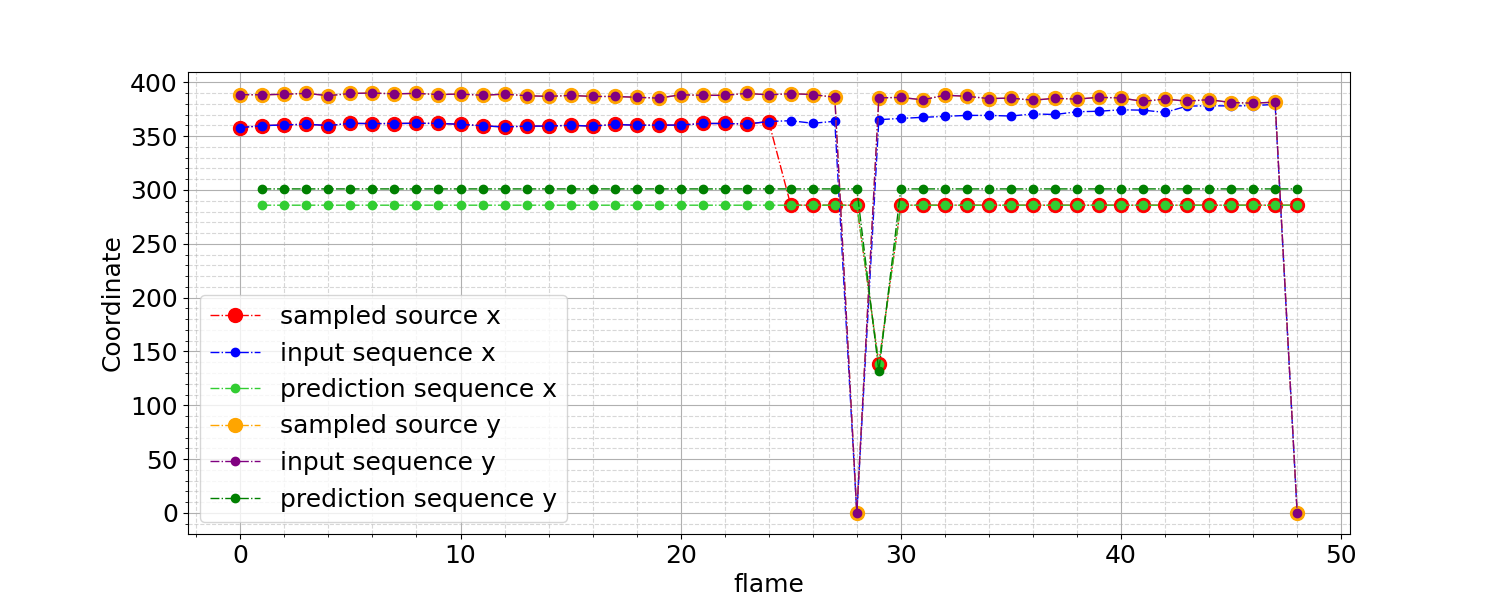 400
350
300
250
200
150
100
50
0
Coordinate
sampled source x
input sequence x
prediction sequence x
sampled source y
input sequence y
prediction sequence y
0 10 20 30 40 50
flame